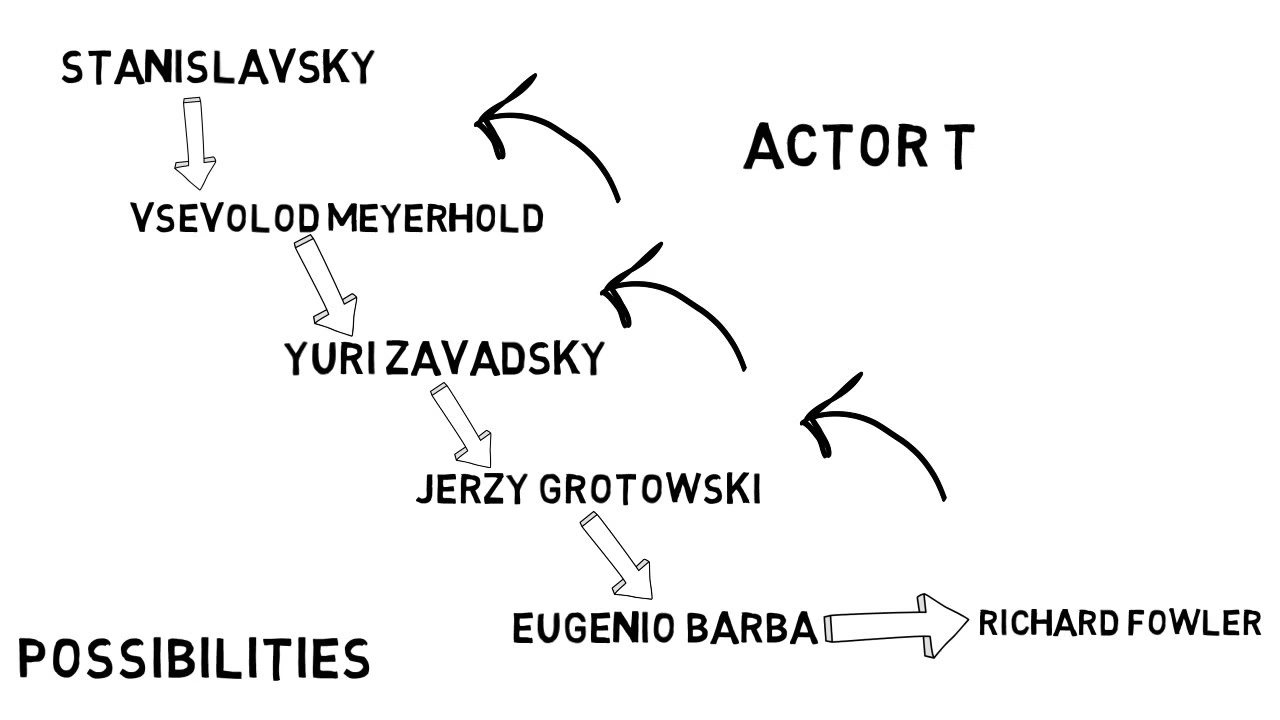 STANISLAVSKY
ACTOR T
VSEVOLOD MEYERHOLD
YURI ZAVADSKY
JERZY GROTOWSKI
EUGENIO BARBA
RICHARD FOWLER
POSSIBILITIES